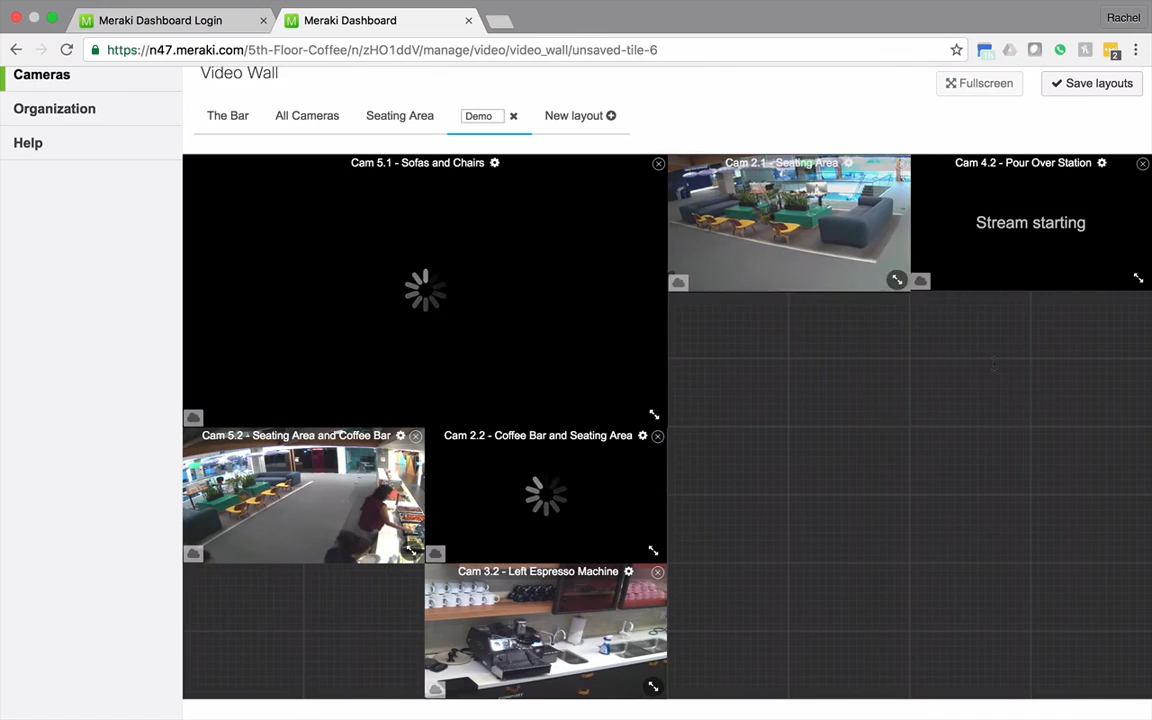 Meraki Dashboard Login
Meraki Dashboard
Rachel
https://n47.meraki.com/5th-Floor-Coffee/n/zHO1ddV/manage/video/video_wall/unsaved-tile-6
2
Cameras
Organization
Help
Video Wall
Fullscreen
Save layouts
The Bar
All Cameras
Seating Area
Demo
New layout
Cam 5.1 - Sofas and Chairs
Cam 2.1 - Seating Area
Cam 4.2 - Pour Over Station
Stream starting
Cam 5.2 - Seating Area and Coffee Bar
Cam 2.2 - Coffee Bar and Seating Area
Cam 3.2 - Left Espresso Machine